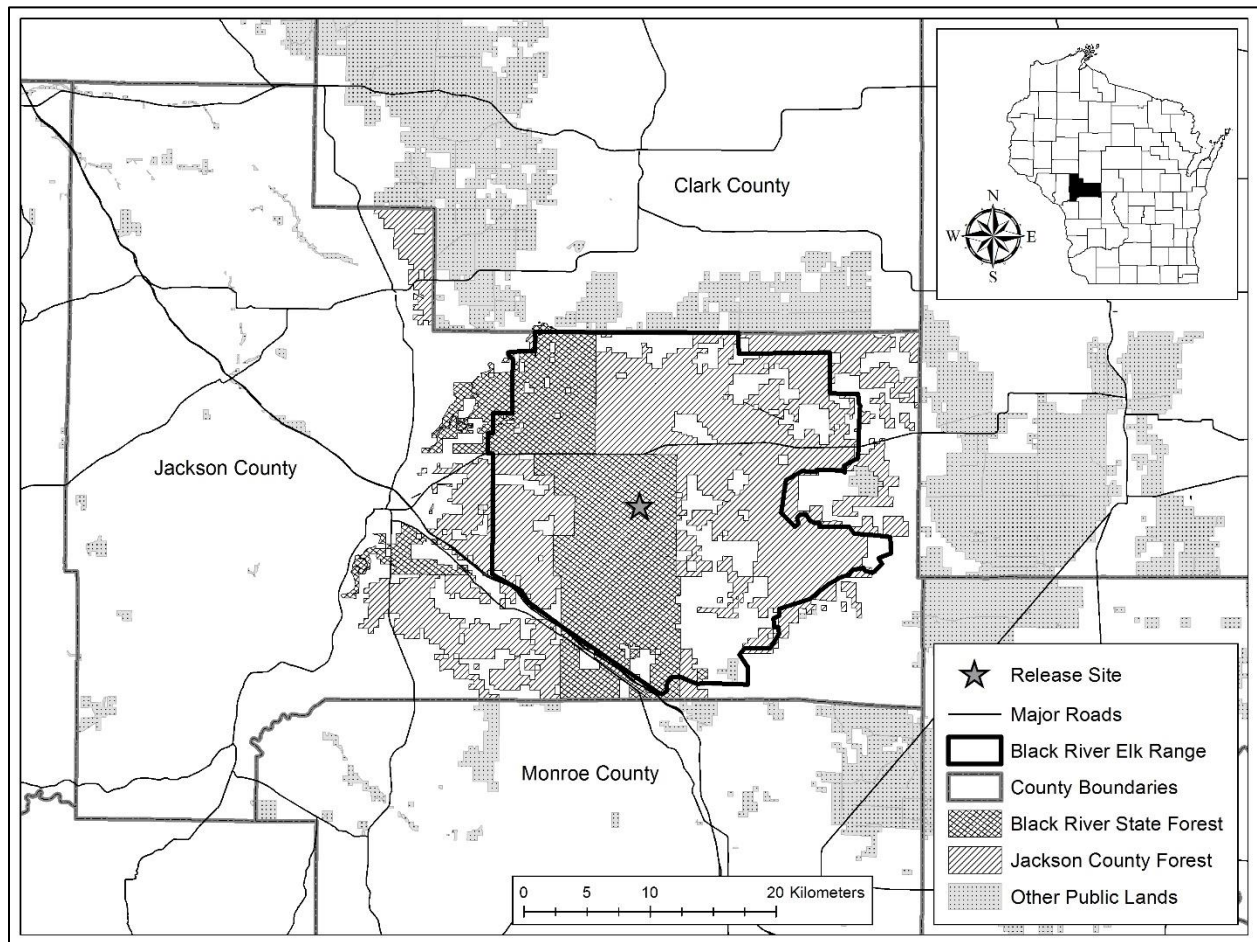 Clark County
N
W E
S
Jackson County
Monroe County
Release Site
Major Roads
Black River Elk Range
County Boundaries
Black River State Forest
Jackson County Forest
Other Public Lands
0 5 10 20 Kilometers